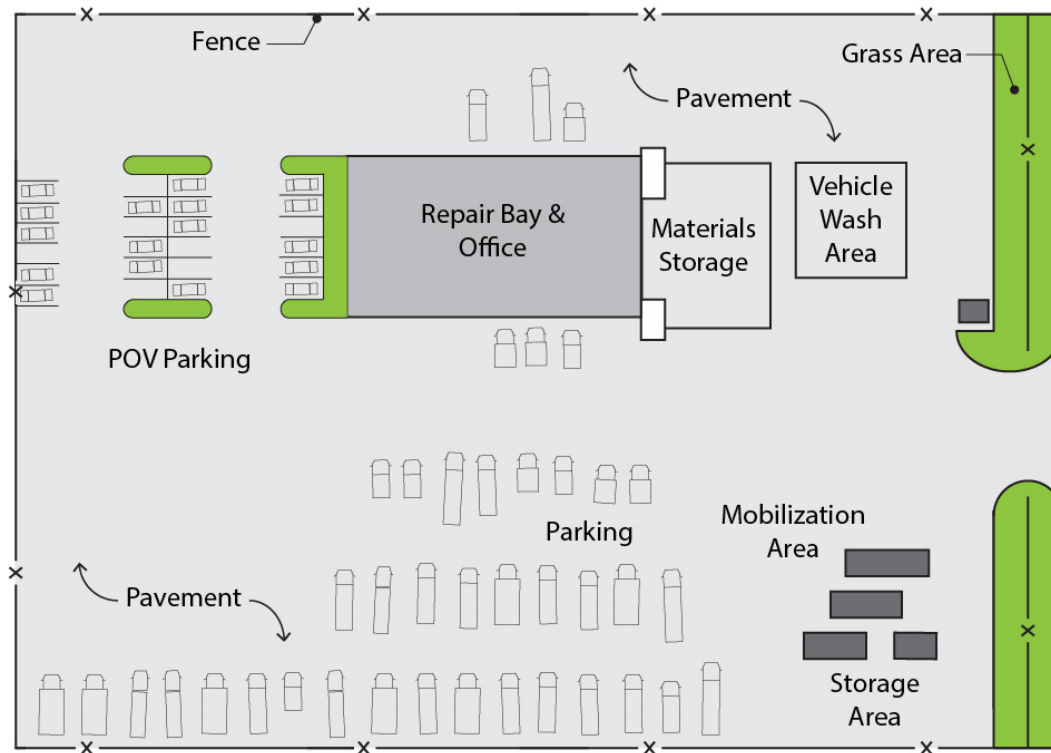 Fence
Grass Area
Pavement
Vehicle
Wash
Area
Repair Bay &
Office
Materials
Storage
POV Parking
Parking
Mobilization
Area
Pavement
Storage
Area